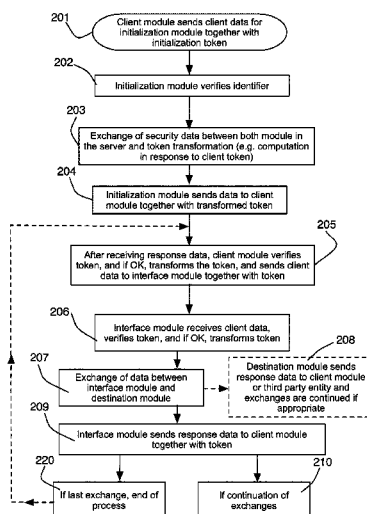 201
Client module sends client data for
initialization module together with
initialization token
202
Initialization module verifies identifier
203
Exchange of security data between both module in
the server and token transformation (e.g. computation
in response to client token)
204
Initialization module sends data to client
module together with transformed token
205
After receiving response data, client module verifies
token, and if OK, transforms the token, and sends client
data to interface module together with token
206
Interface module receives client data,
verifies token, and if OK, transforms token
207
Exchange of data between
interface module and
destination module
208
Destination module sends
response data to client module
or third party entity and
exchanges are continued if
appropriate
209
Interface module sends response data to client module
together with token
220
If last exchange, end of
process
210
If continuation of
exchanges